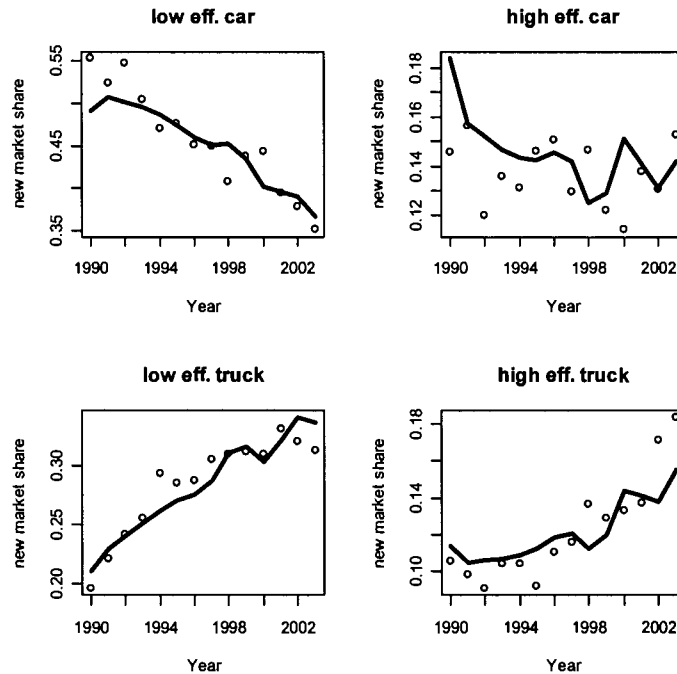 low eff. car
new market share
0.55
0.45
0.35
1990 1994 1998 2002
Year
high eff. car
new market share
0.18
0.16
0.14
0.12
1990 1994 1998 2002
Year
low eff. truck
new market share
0.30
0.25
0.20
1990 1994 1998 2002
Year
high eff. truck
new market share
0.18
0.14
0.10
1990 1994 1998 2002
Year